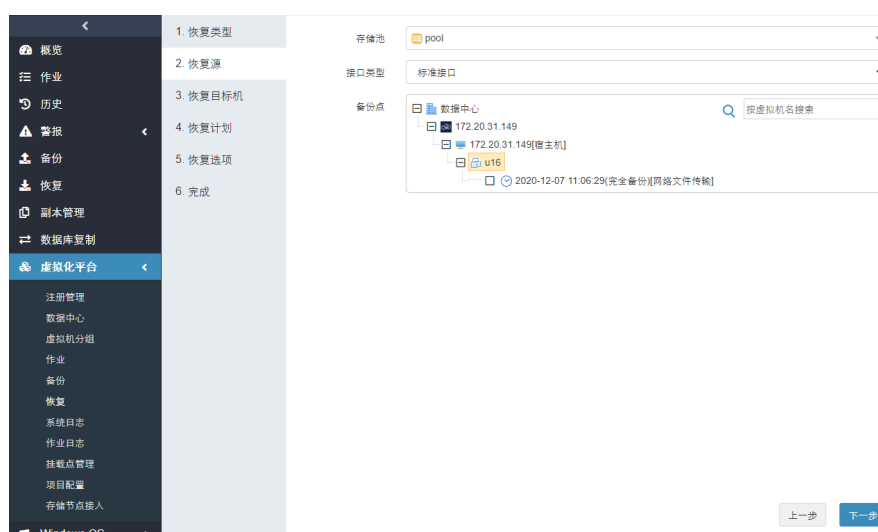 概览
作业
历史
警报
备份
恢复
副本管理
数据库复制
虚拟化平台
注册管理
数据中心
虚拟机分组
作业
备份
恢复
系统日志
作业日志
挂载点管理
项目配置
存储节点接入
Windows OS
1. 恢复类型
2. 恢复源
3. 恢复目标机
4. 恢复计划
5. 恢复选项
6. 完成
存储池 pool
接口类型 标准接口
备份点 数据中心 按虚拟机名搜索
172.20.31.149
172.20.31.149[宿主机]
u16
2020-12-07 11:06:29(完全备份)[网络文件传输]
上一步 下一步